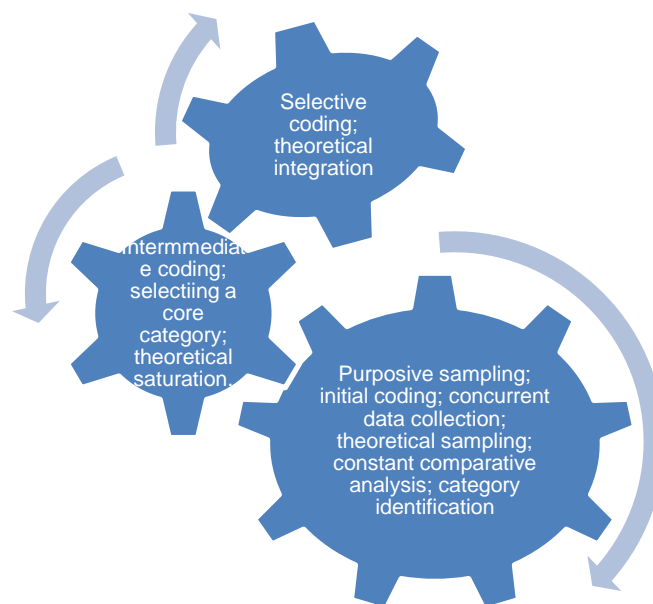 Selective
coding;
theoretical
integration
Intermmediat
e coding;
selectiing a
core
category;
theoretical
saturation.
Purposive sampling;
initial coding; concurrent
data collection;
theoretical sampling;
constant comparative
analysis; category
identification